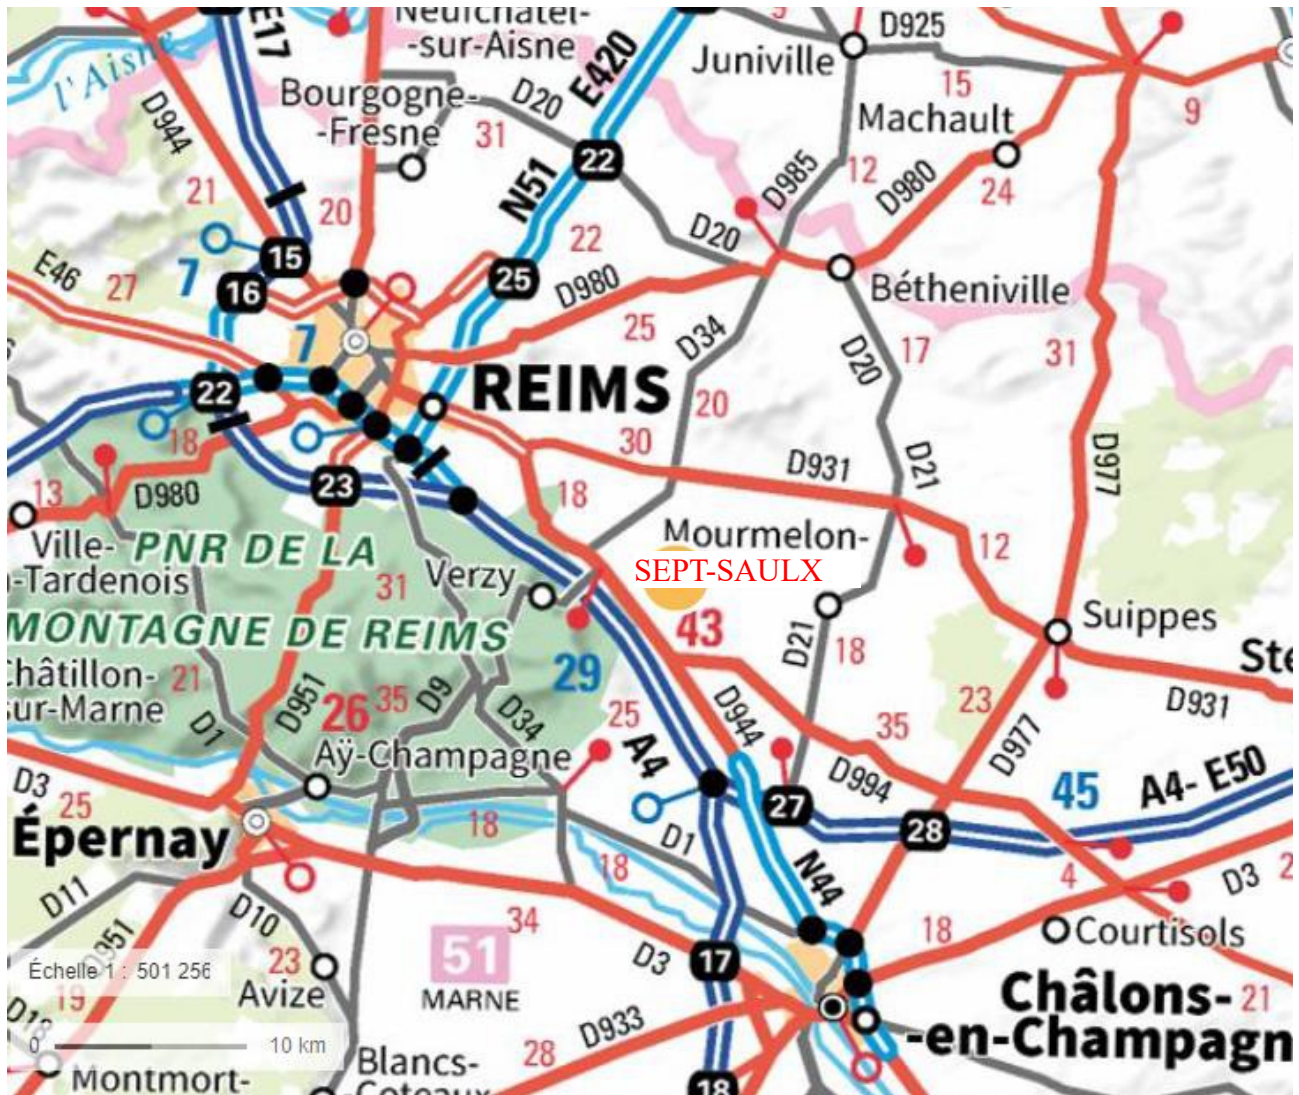 Neufchâtel-
-sur-Aisne
E17
E420
5
D925
Juniville
l'Aisne
D944
Bourgogne-
-Fresne
D20
31
15
9
Machault
22
21
20
N51
D985
12
D980
24
7
15
D20
22
E46
27
16
25
D980
Bétheniville
25
7
D34
D20
17
31
REIMS
22
20
18
30
D931
D21
D977
13
D980
23
18
Mourmelon-
12
Ville-
-Tardenois
PNR DE LA
Verzy
SEPT-SAULX
31
MONTAGNE DE REIMS
43
Suippes
D21
18
Châtillon-
-sur-Marne
21
29
Ste
D931
D1
D951
26
35
D9
D34
25
D944
35
23
D977
Aÿ-Champagne
A4
D994
45
A4- E50
D3
25
27
28
Épernay
18
D1
18
N44
4
D3
2
D11
D951
D10
34
18
Courtisols
51
MARNE
D3
17
Échelle 1 : 501 256
23
Avize
19
Châlons-
-en-Champagn
21
0
10 km
D933
28
Blancs-
-Coteaux
Montmort-
18